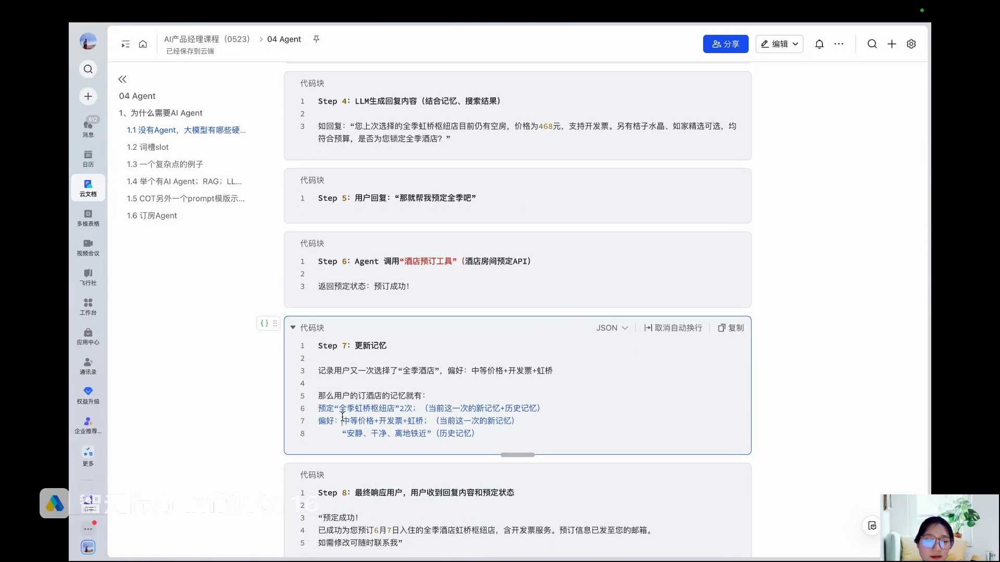 AI产品经理课程（0523） > 04 Agent
已经保存到云端
分享
编辑
512
消息
30
日历
云文档
多维表格
视频会议
飞行社
工作台
应用中心
通讯录
权益升级
企业推荐...
更多
04 Agent
1、为什么需要AI Agent
1.1 没有Agent，大模型有哪些硬...
1.2 词槽slot
1.3 一个复杂点的例子
1.4 举个有AI Agent；RAG；LL...
1.5 COT另外一个prompt模版示...
1.6 订房Agent
代码块
1 Step 4：LLM生成回复内容（结合记忆、搜索结果）
2
3 如回复：“您上次选择的全季虹桥枢纽店目前仍有空房，价格为468元，支持开发票。另有桔子水晶、如家精选可选，均
符合预算，是否为您锁定全季酒店？”
代码块
1 Step 5：用户回复：“那就帮我预定全季吧”
代码块
1 Step 6：Agent 调用“酒店预订工具”（酒店房间预定API）
2
3 返回预定状态：预订成功！
代码块 JSON 取消自动换行 复制
1 Step 7：更新记忆
2
3 记录用户又一次选择了“全季酒店”，偏好：中等价格+开发票+虹桥
4
5 那么用户的订酒店的记忆就有：
6 预定“全季虹桥枢纽店”2次；（当前这一次的新记忆+历史记忆）
7 偏好：中等价格+开发票+虹桥；（当前这一次的新记忆）
8 “安静、干净、离地铁近”（历史记忆）
代码块
1 Step 8：最终响应用户，用户收到回复内容和预定状态
2
3 “预定成功！
4 已成功为您预订6月7日入住的全季酒店虹桥枢纽店，含开发票服务。预订信息已发至您的邮箱。
5 如需修改可随时联系我”